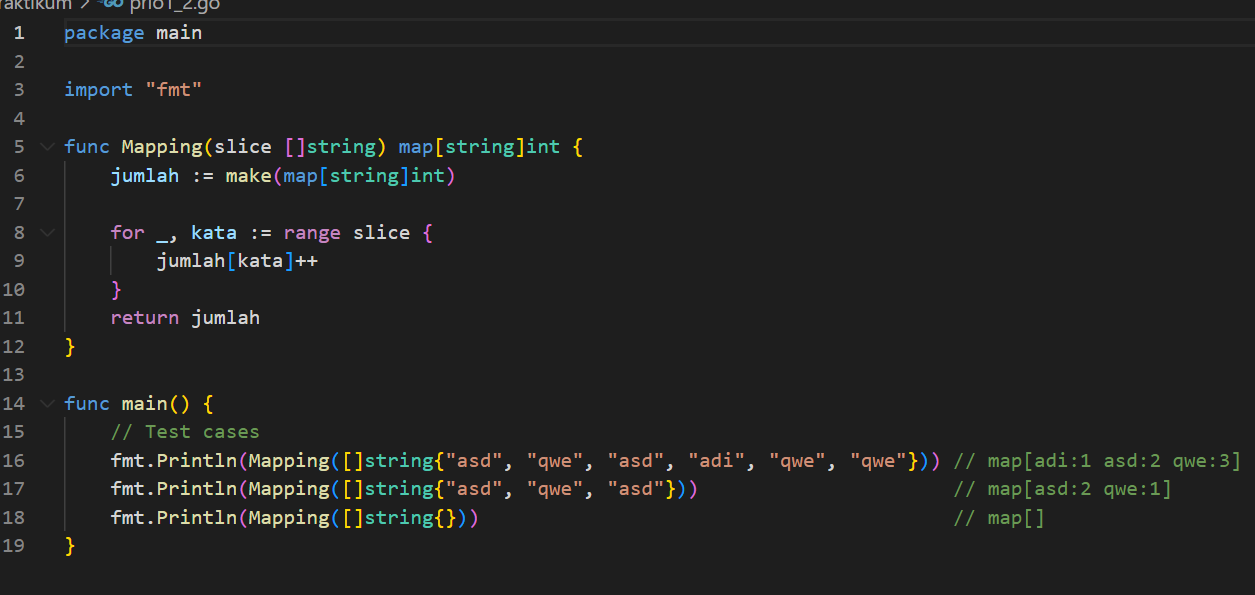 raktikum > GO prio1_2.go
1 package main
2
3 import "fmt"
4
5 func Mapping(slice []string) map[string]int {
6     jumlah := make(map[string]int)
7
8     for _, kata := range slice {
9         jumlah[kata]++
10     }
11     return jumlah
12 }
13
14 func main() {
15     // Test cases
16     fmt.Println(Mapping([]string{"asd", "qwe", "asd", "adi", "qwe", "qwe"})) // map[adi:1 asd:2 qwe:3]
17     fmt.Println(Mapping([]string{"asd", "qwe", "asd"}))                      // map[asd:2 qwe:1]
18     fmt.Println(Mapping([]string{}))                                         // map[]
19 }